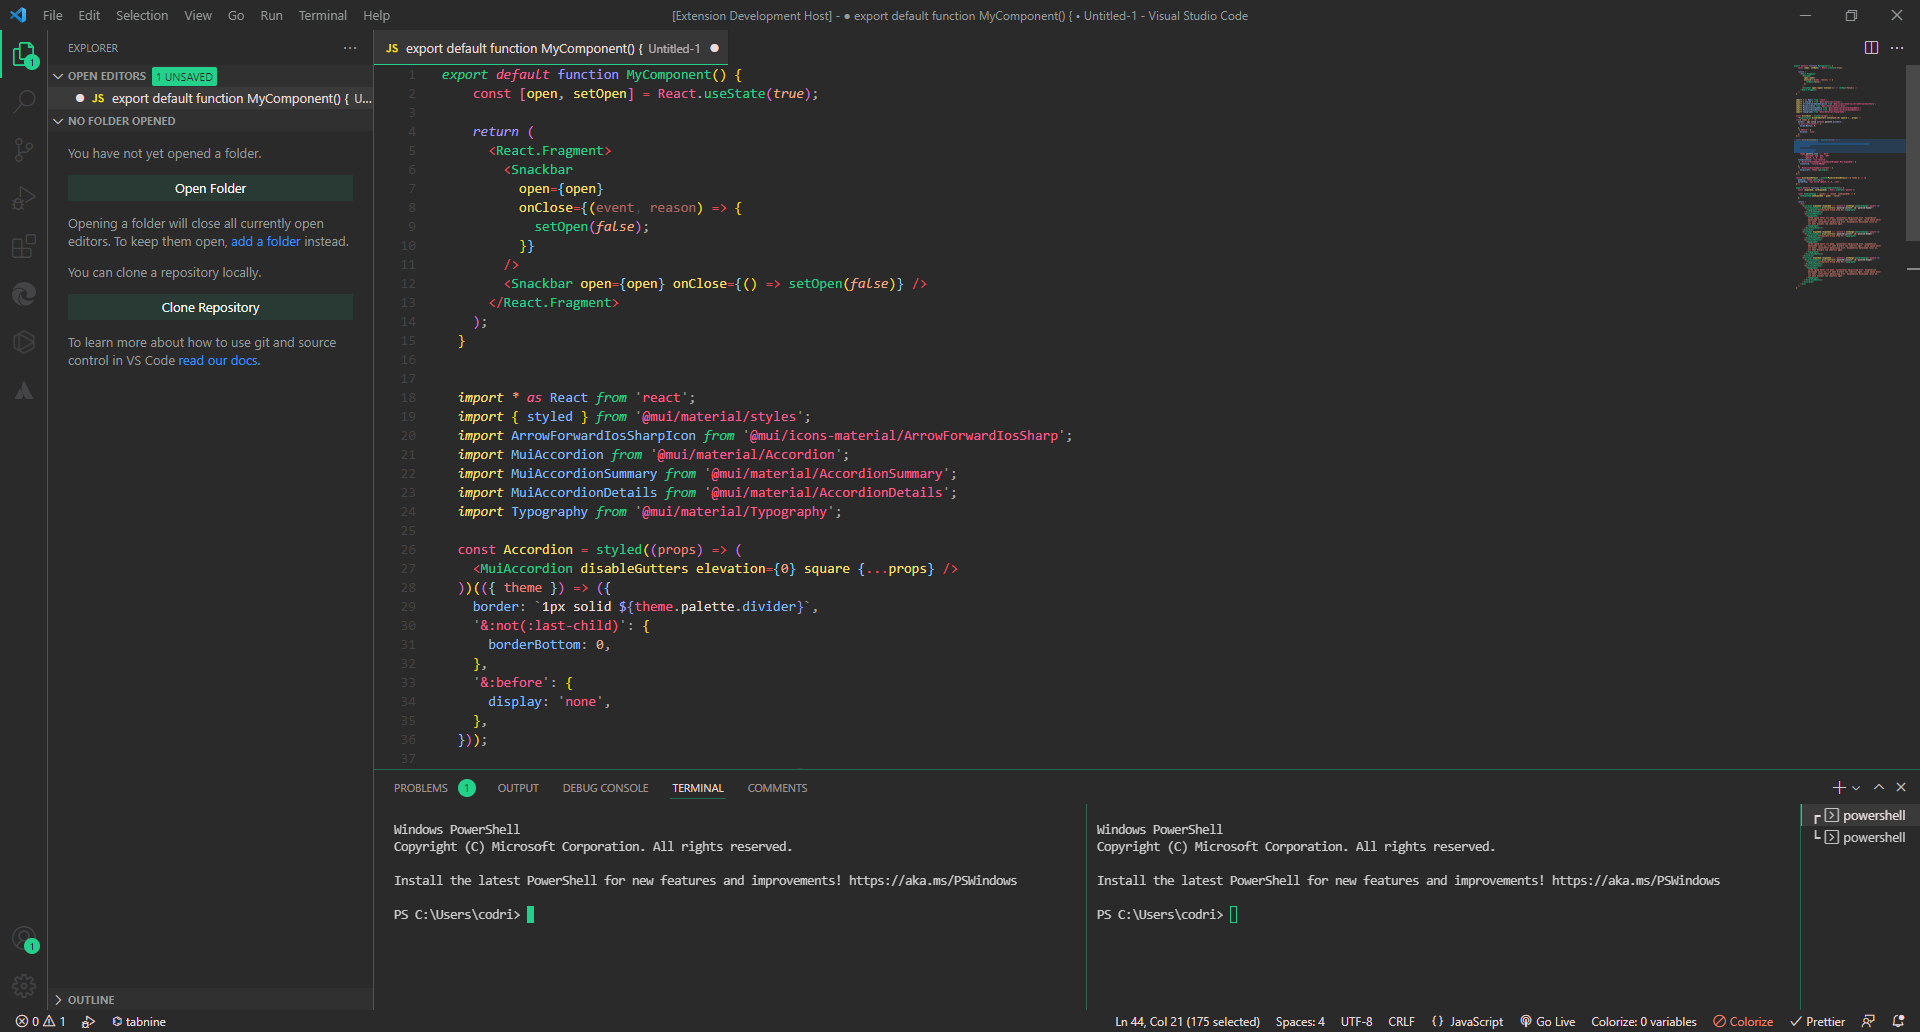 File Edit Selection View Go Run Terminal Help
[Extension Development Host] - ● export default function MyComponent() { • Untitled-1 - Visual Studio Code
EXPLORER
OPEN EDITORS 1 UNSAVED
JS export default function MyComponent() { U...
NO FOLDER OPENED
You have not yet opened a folder.
Open Folder
Opening a folder will close all currently open
editors. To keep them open, add a folder instead.
You can clone a repository locally.
Clone Repository
To learn more about how to use git and source
control in VS Code read our docs.
OUTLINE
1
1
JS export default function MyComponent() { Untitled-1
1 export default function MyComponent() {
2 const [open, setOpen] = React.useState(true);
3
4 return (
5 <React.Fragment>
6 <Snackbar
7 open={open}
8 onClose={(event, reason) => {
9 setOpen(false);
10 }}
11 />
12 <Snackbar open={open} onClose={() => setOpen(false)} />
13 </React.Fragment>
14 );
15 }
16
17
18 import * as React from 'react';
19 import { styled } from '@mui/material/styles';
20 import ArrowForwardIosSharpIcon from '@mui/icons-material/ArrowForwardIosSharp';
21 import MuiAccordion from '@mui/material/Accordion';
22 import MuiAccordionSummary from '@mui/material/AccordionSummary';
23 import MuiAccordionDetails from '@mui/material/AccordionDetails';
24 import Typography from '@mui/material/Typography';
25
26 const Accordion = styled((props) => (
27 <MuiAccordion disableGutters elevation={0} square {...props} />
28 ))(({ theme }) => ({
29 border: `1px solid ${theme.palette.divider}`,
30 '&:not(:last-child)': {
31 borderBottom: 0,
32 },
33 '&:before': {
34 display: 'none',
35 },
36 }));
37
PROBLEMS 1 OUTPUT DEBUG CONSOLE TERMINAL COMMENTS
Windows PowerShell
Copyright (C) Microsoft Corporation. All rights reserved.
Install the latest PowerShell for new features and improvements! https://aka.ms/PSWindows
PS C:\Users\codri>
Windows PowerShell
Copyright (C) Microsoft Corporation. All rights reserved.
Install the latest PowerShell for new features and improvements! https://aka.ms/PSWindows
PS C:\Users\codri>
powershell
powershell
0 1 tabnine
Ln 44, Col 21 (175 selected) Spaces: 4 UTF-8 CRLF {} JavaScript Go Live Colorize: 0 variables Colorize Prettier